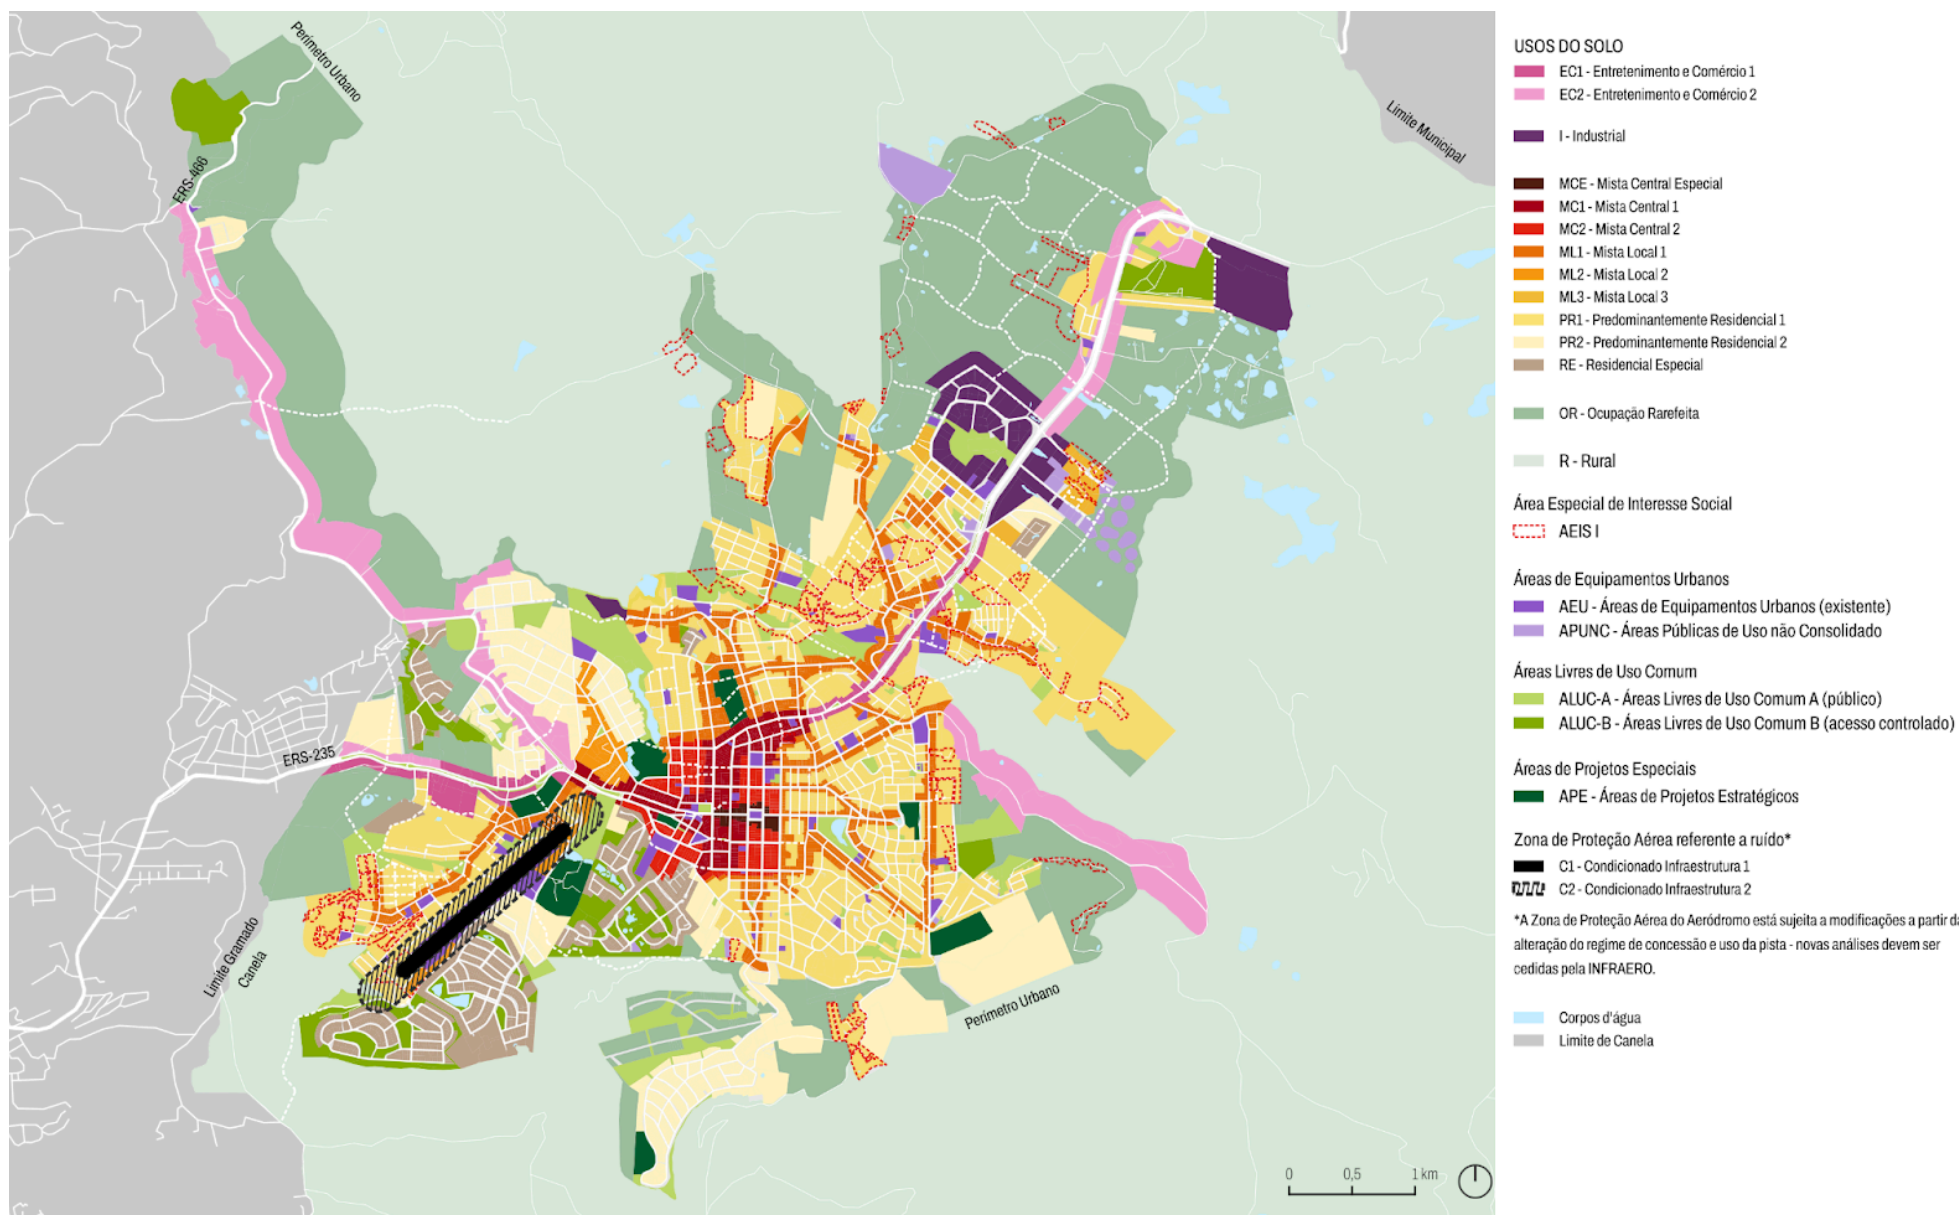 Perímetro Urbano
ERS-466
Limite Municipal
ERS-235
Limite Gramado
Canela
Perímetro Urbano
0 0,5 1 km
USOS DO SOLO
EC1 - Entretenimento e Comércio 1
EC2 - Entretenimento e Comércio 2
I - Industrial
MCE - Mista Central Especial
MC1 - Mista Central 1
MC2 - Mista Central 2
ML1 - Mista Local 1
ML2 - Mista Local 2
ML3 - Mista Local 3
PR1 - Predominantemente Residencial 1
PR2 - Predominantemente Residencial 2
RE - Residencial Especial
OR - Ocupação Rarefeita
R - Rural
Área Especial de Interesse Social
AEIS I
Áreas de Equipamentos Urbanos
AEU - Áreas de Equipamentos Urbanos (existente)
APUNC - Áreas Públicas de Uso não Consolidado
Áreas Livres de Uso Comum
ALUC-A - Áreas Livres de Uso Comum A (público)
ALUC-B - Áreas Livres de Uso Comum B (acesso controlado)
Áreas de Projetos Especiais
APE - Áreas de Projetos Estratégicos
Zona de Proteção Aérea referente a ruído*
C1 - Condicionado Infraestrutura 1
C2 - Condicionado Infraestrutura 2
*A Zona de Proteção Aérea do Aeródromo está sujeita a modificações a partir da
alteração do regime de concessão e uso da pista - novas análises devem ser
cedidas pela INFRAERO.
Corpos d'água
Limite de Canela